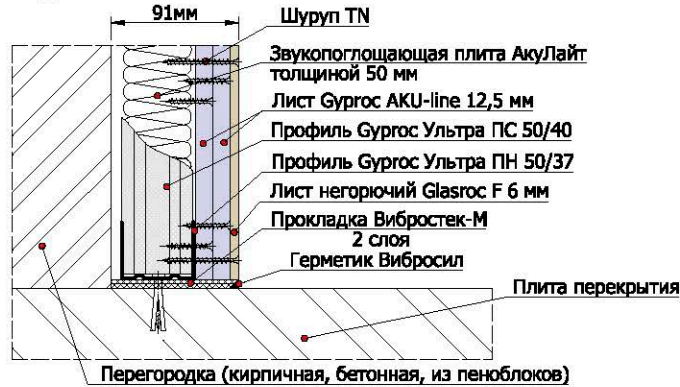 91мм
Шуруп TN
Звукопоглощающая плита АкуЛайт
толщиной 50 мм
Лист Gyproc AKU-line 12,5 мм
Профиль Gyproc Ультра ПС 50/40
Профиль Gyproc Ультра ПН 50/37
Лист негорючий Glasroc F 6 мм
Прокладка Вибростек-М
2 слоя
Герметик Вибросил
Плита перекрытия
Перегородка (кирпичная, бетонная, из пеноблоков)